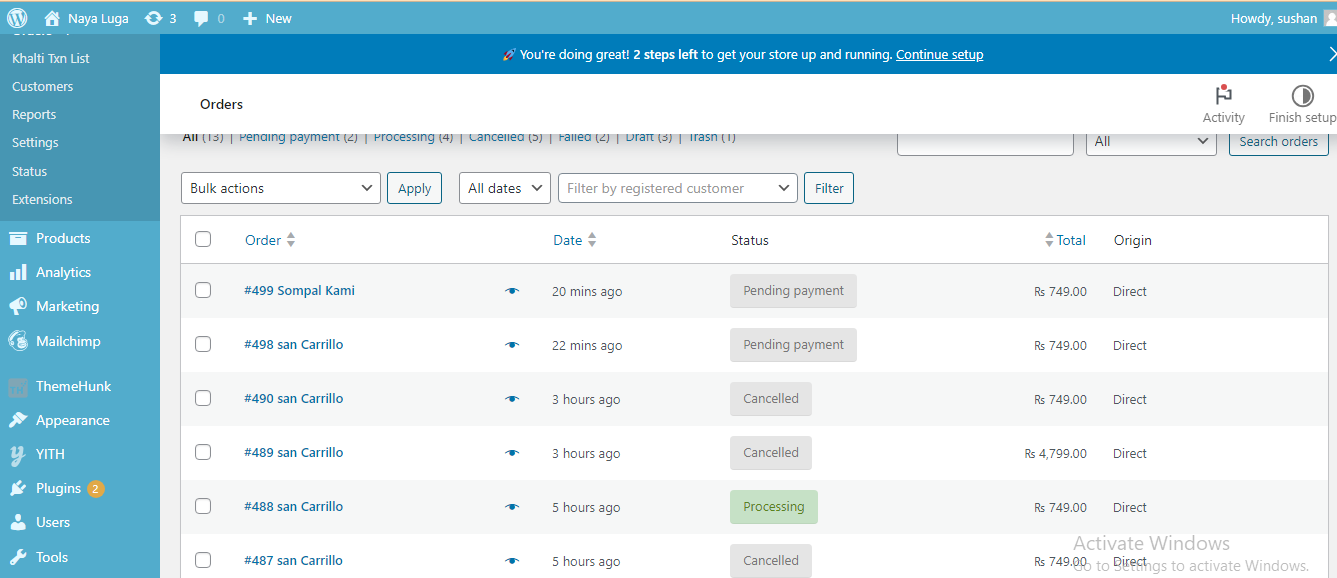 Naya Luga 3 0 New Howdy, sushan
Khalti Txn List
Customers
Reports
Settings
Status
Extensions
Products
Analytics
Marketing
Mailchimp
ThemeHunk
Appearance
YITH
Plugins 2
Users
Tools
🚀 You're doing great! 2 steps left to get your store up and running. Continue setup
Orders
Activity
Finish setup
All (13) | Pending payment (2) | Processing (4) | Cancelled (5) | Failed (2) | Draft (3) | Trash (1)
All Search orders
Bulk actions Apply All dates Filter by registered customer Filter
Order Date Status Total Origin
#499 Sompal Kami 20 mins ago Pending payment Rs 749.00 Direct
#498 san Carrillo 22 mins ago Pending payment Rs 749.00 Direct
#490 san Carrillo 3 hours ago Cancelled Rs 749.00 Direct
#489 san Carrillo 3 hours ago Cancelled Rs 4,799.00 Direct
#488 san Carrillo 5 hours ago Processing Rs 749.00 Direct
#487 san Carrillo 5 hours ago Cancelled Rs 749.00 Direct
Activate Windows
Go to Settings to activate Windows.